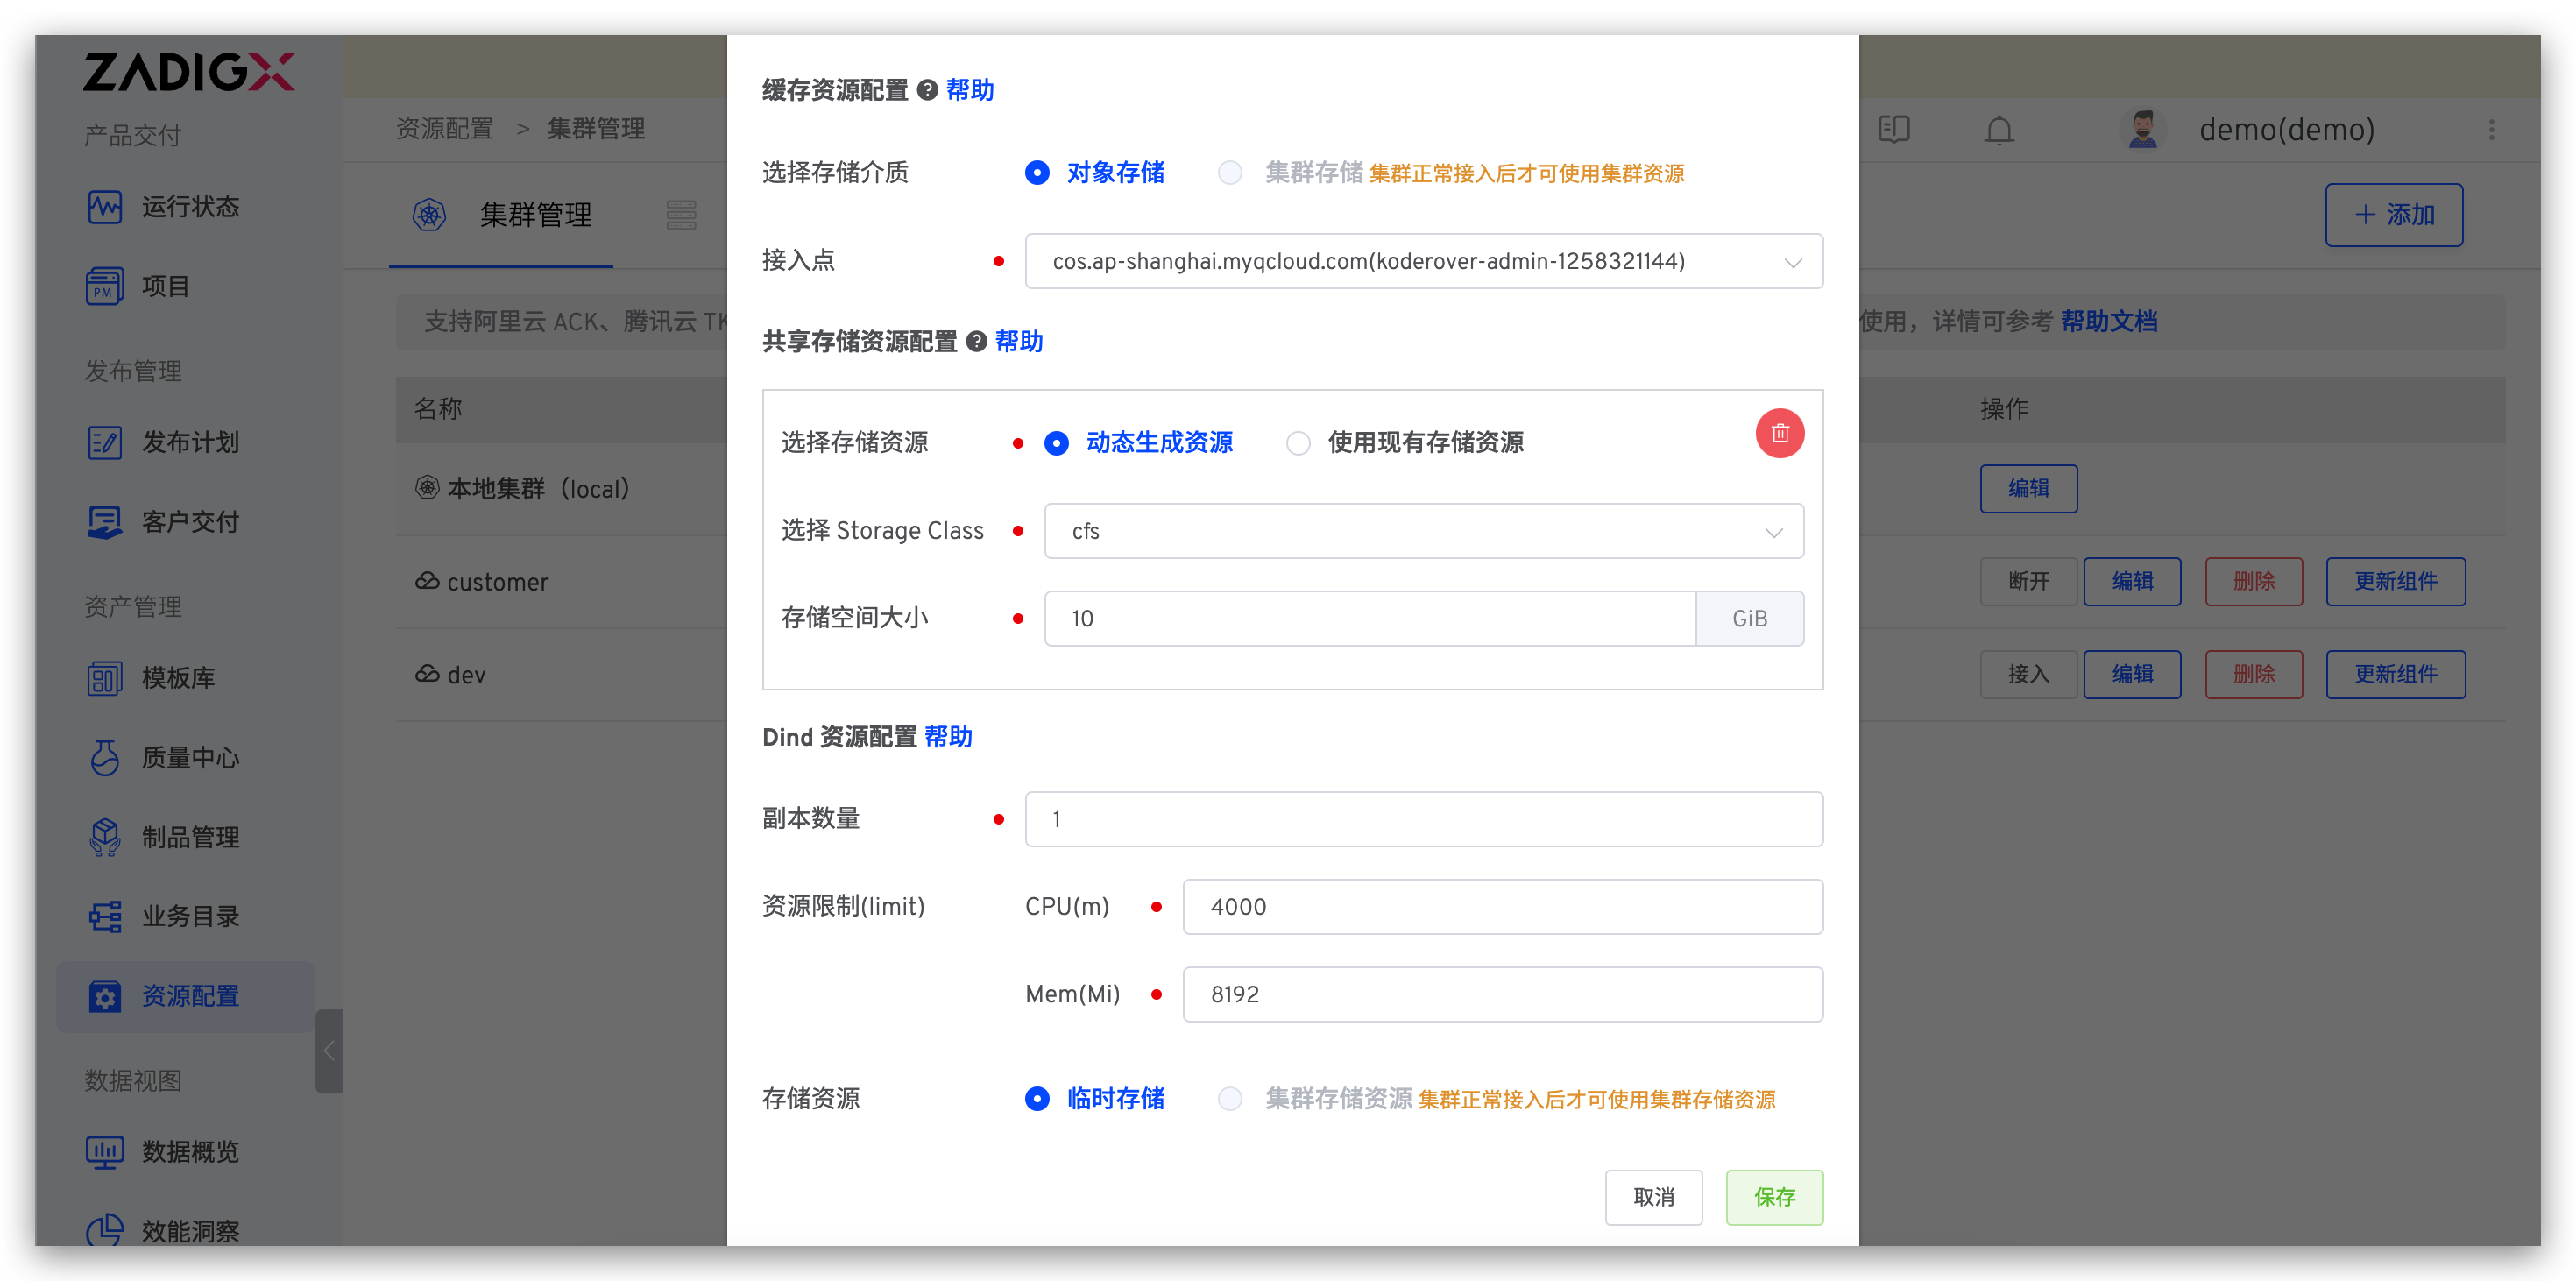 ZADIGX
产品交付
运行状态
PM
项目
发布管理
发布计划
客户交付
资产管理
模板库
质量中心
制品管理
业务目录
资源配置
数据视图
数据概览
效能洞察
资源配置 > 集群管理
demo(demo)
集群管理
+ 添加
支持阿里云 ACK、腾讯云 TK
使用，详情可参考 帮助文档
名称
操作
本地集群（local）
编辑
customer
断开 编辑 删除 更新组件
dev
接入 编辑 删除 更新组件
缓存资源配置 ? 帮助
选择存储介质 对象存储 集群存储 集群正常接入后才可使用集群资源
接入点 cos.ap-shanghai.myqcloud.com(koderover-admin-1258321144)
共享存储资源配置 ? 帮助
选择存储资源 动态生成资源 使用现有存储资源
选择 Storage Class cfs
存储空间大小 10 GiB
Dind 资源配置 帮助
副本数量 1
资源限制(limit) CPU(m) 4000
Mem(Mi) 8192
存储资源 临时存储 集群存储资源 集群正常接入后才可使用集群存储资源
取消 保存